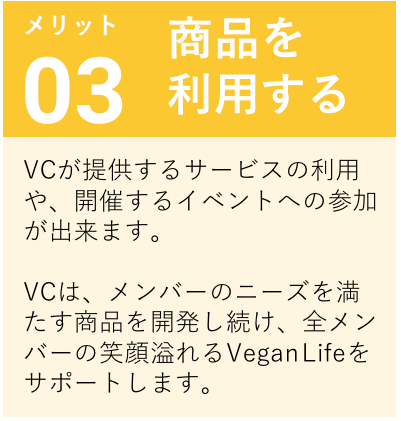 メリット
03
商品を
利用する
VCが提供するサービスの利用
や、開催するイベントへの参加
が出来ます。
VCは、メンバーのニーズを満
たす商品を開発し続け、全メン
バーの笑顔溢れるVeganLifeを
サポートします。